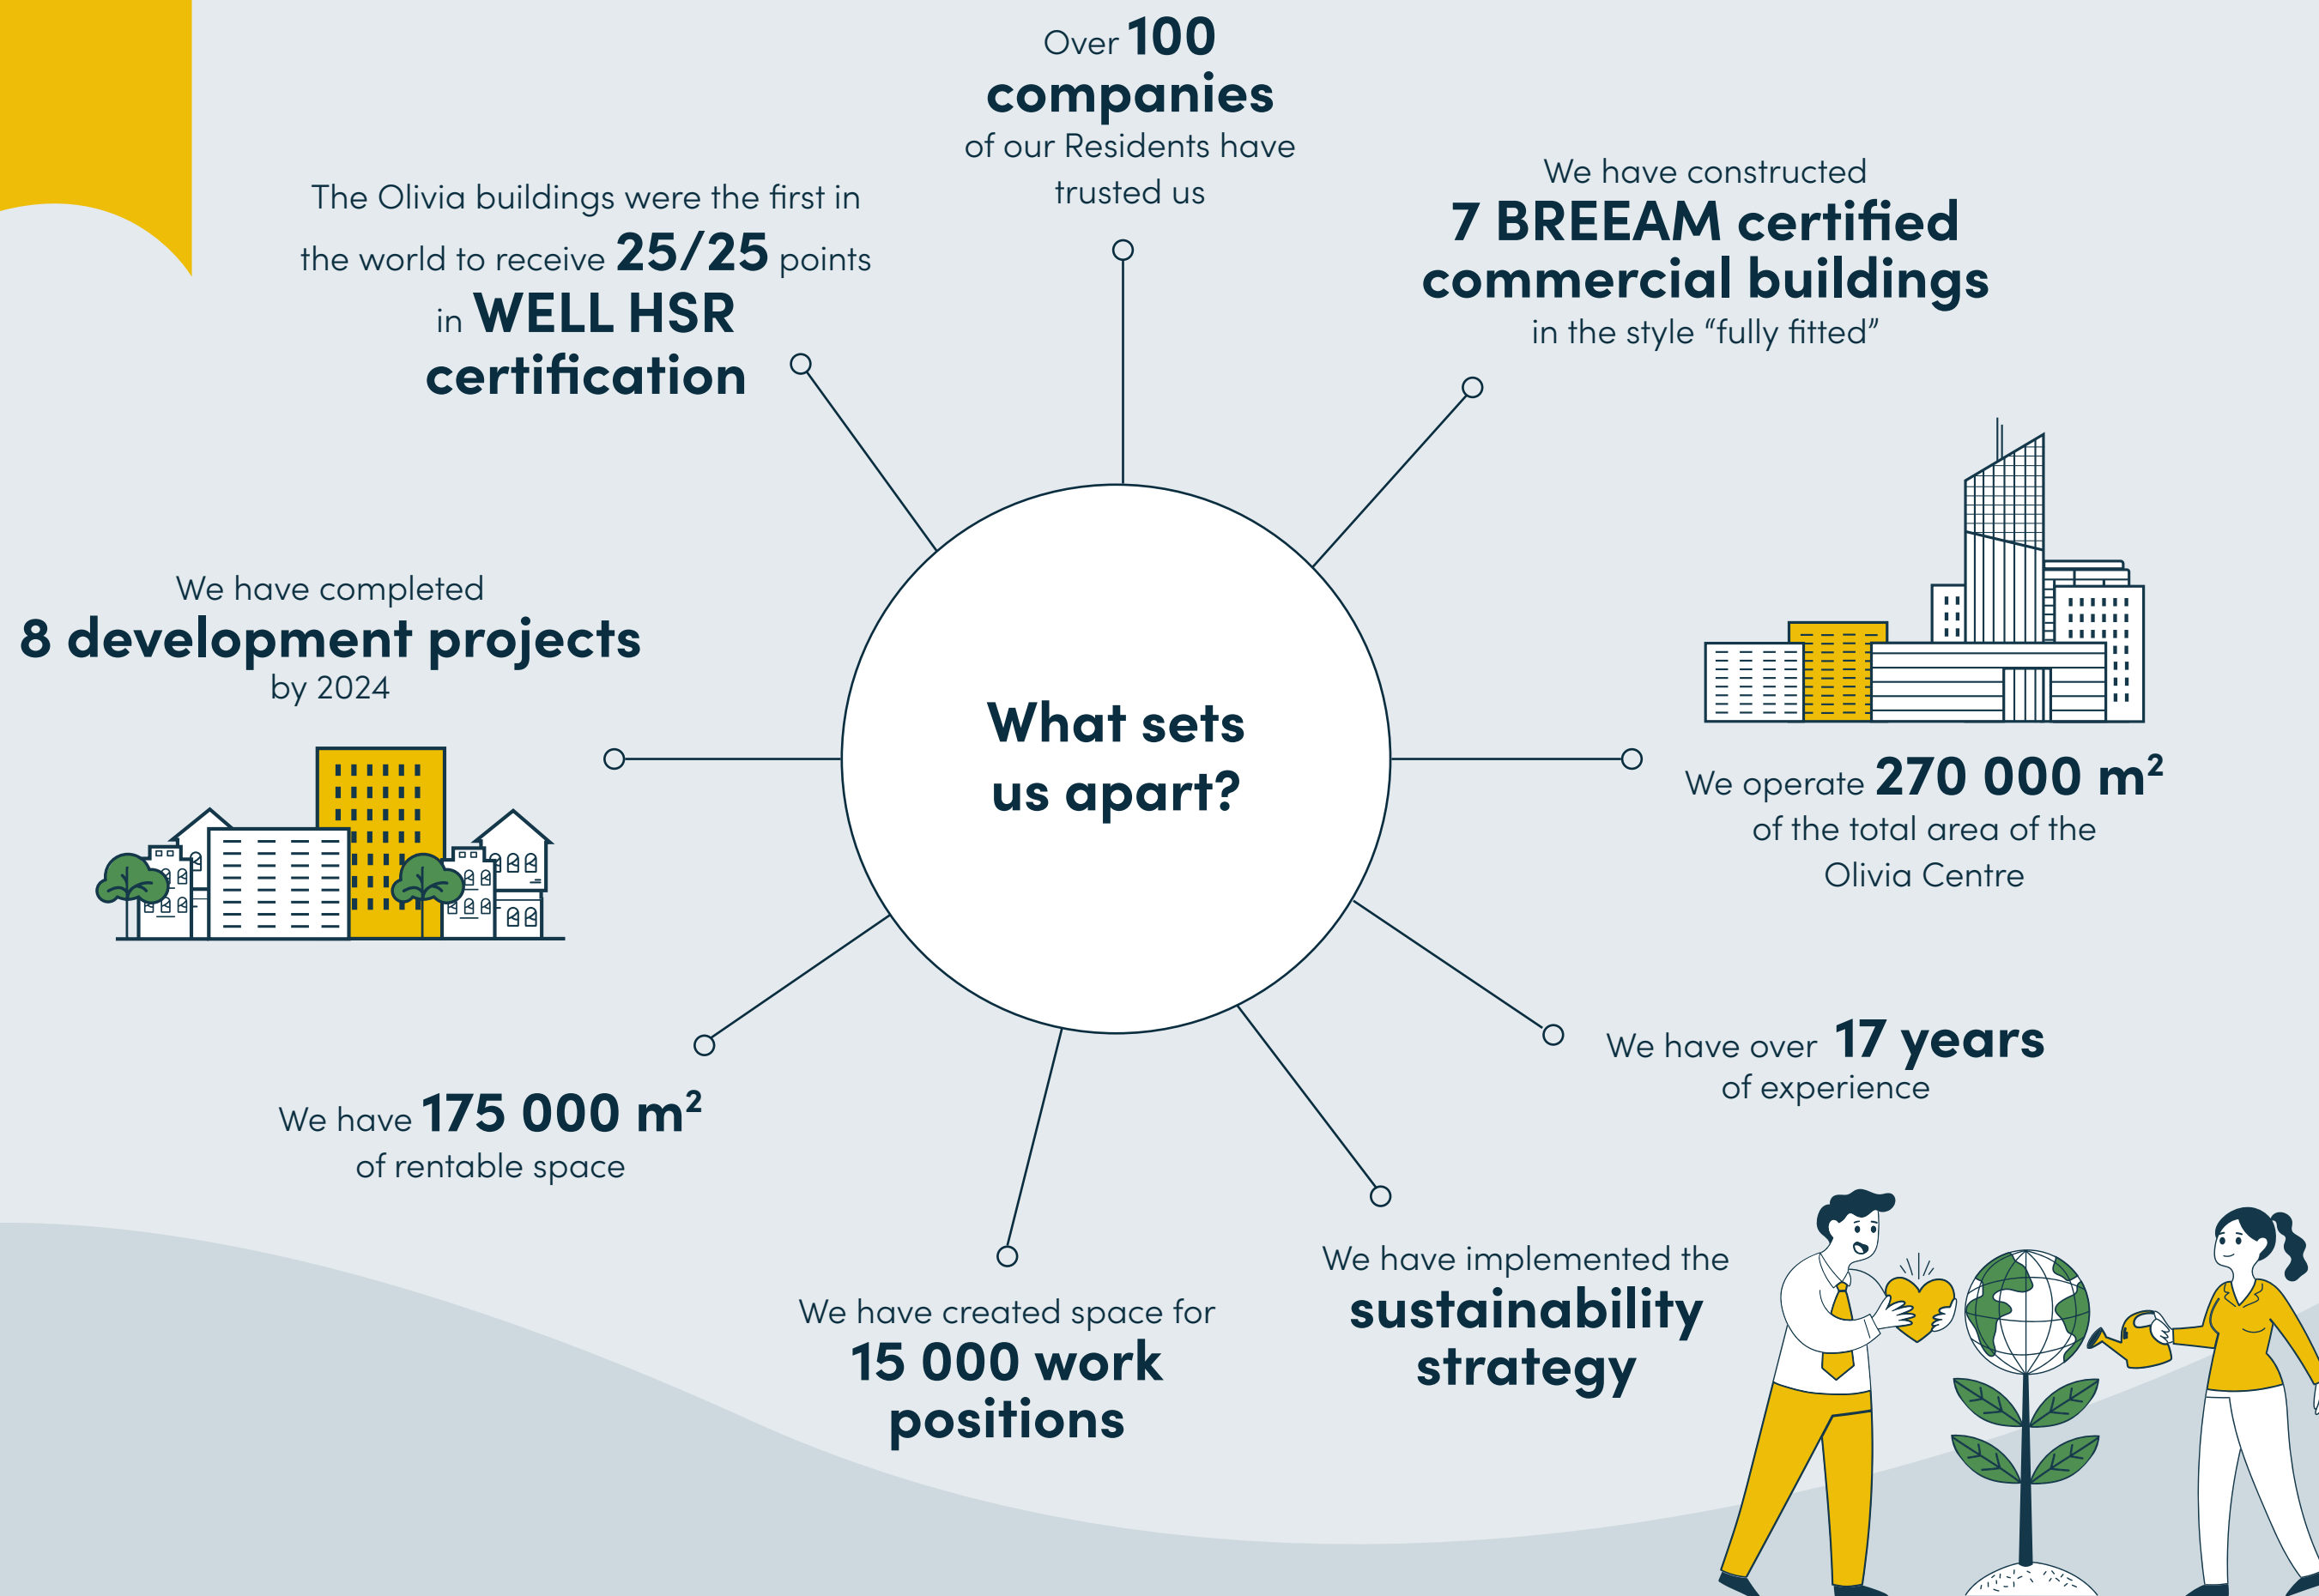 Over 100
companies
of our Residents have
trusted us
The Olivia buildings were the first in
the world to receive 25/25 points
in WELL HSR
certification
We have constructed
7 BREEAM certified
commercial buildings
in the style “fully fitted”
We have completed
8 development projects
by 2024
What sets
us apart?
We operate 270 000 m²
of the total area of the
Olivia Centre
We have over 17 years
of experience
We have 175 000 m²
of rentable space
We have created space for
15 000 work
positions
We have implemented the
sustainability
strategy